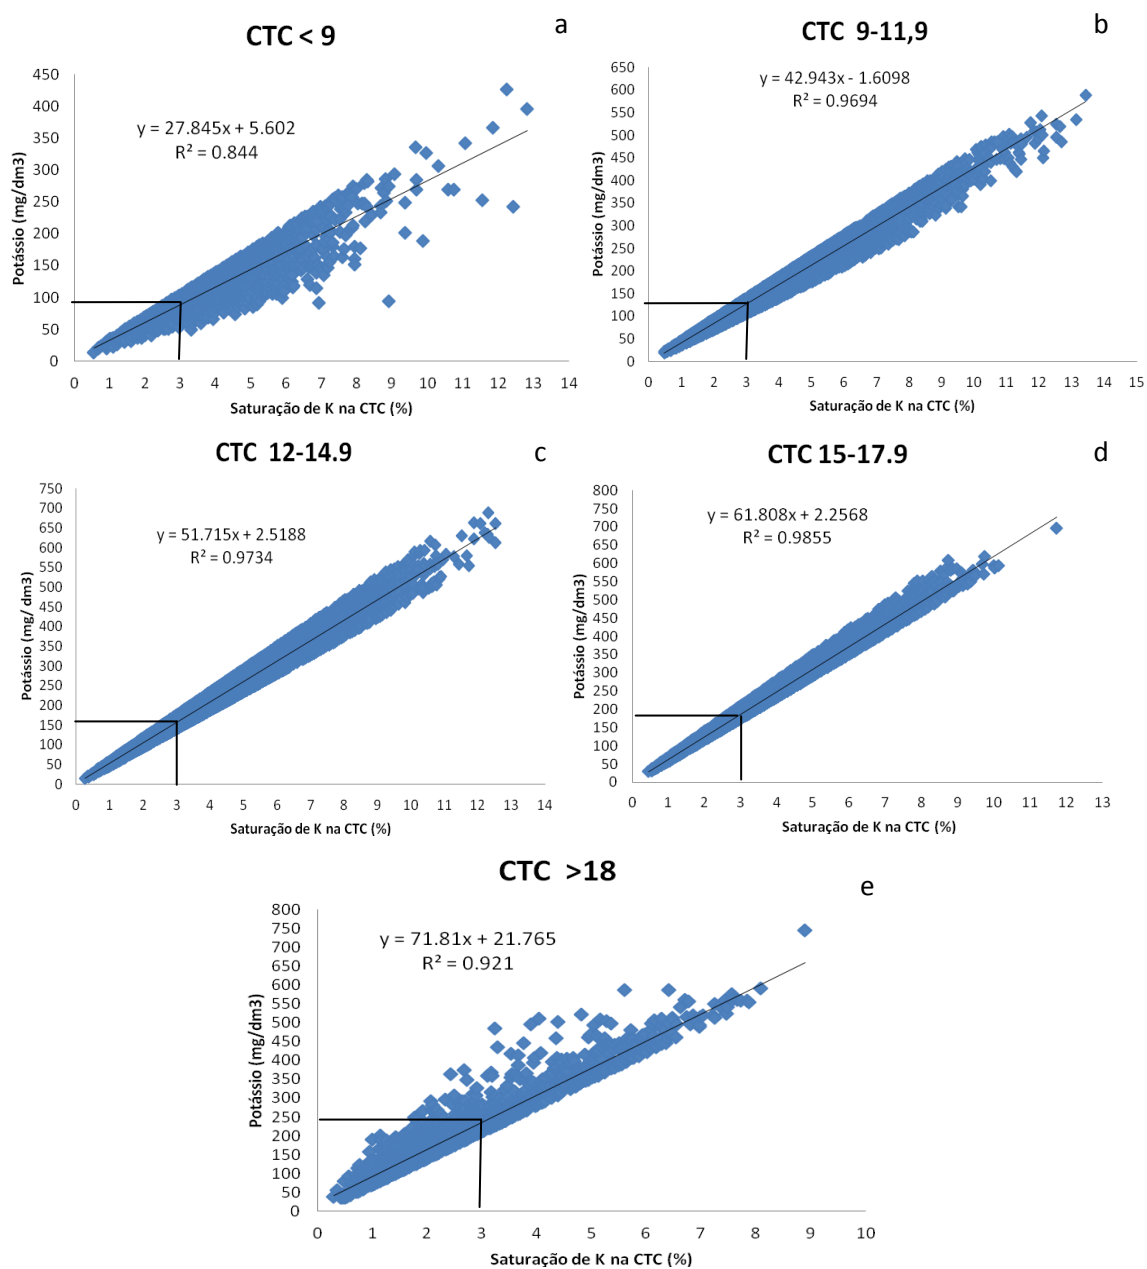 CTC < 9
a
y = 27.845x + 5.602
R² = 0.844
Potássio (mg/dm3)
450
400
350
300
250
200
150
100
50
0
0 1 2 3 4 5 6 7 8 9 10 11 12 13 14
Saturação de K na CTC (%)
CTC 9-11,9
b
y = 42.943x - 1.6098
R² = 0.9694
Potássio (mg/dm3)
650
600
550
500
450
400
350
300
250
200
150
100
50
0
0 1 2 3 4 5 6 7 8 9 10 11 12 13 14 15
Saturação de K na CTC (%)
CTC 12-14.9
c
y = 51.715x + 2.5188
R² = 0.9734
Potássio (mg/ dm3)
750
700
650
600
550
500
450
400
350
300
250
200
150
100
50
0
0 1 2 3 4 5 6 7 8 9 10 11 12 13 14
Saturação de K na CTC (%)
CTC 15-17.9
d
y = 61.808x + 2.2568
R² = 0.9855
Potássio (mg/dm3)
800
750
700
650
600
550
500
450
400
350
300
250
200
150
100
50
0
0 1 2 3 4 5 6 7 8 9 10 11 12 13
Saturação de K na CTC (%)
CTC >18
e
y = 71.81x + 21.765
R² = 0.921
Potássio (mg/dm3)
800
750
700
650
600
550
500
450
400
350
300
250
200
150
100
50
0
0 1 2 3 4 5 6 7 8 9 10
Saturação de K na CTC (%)